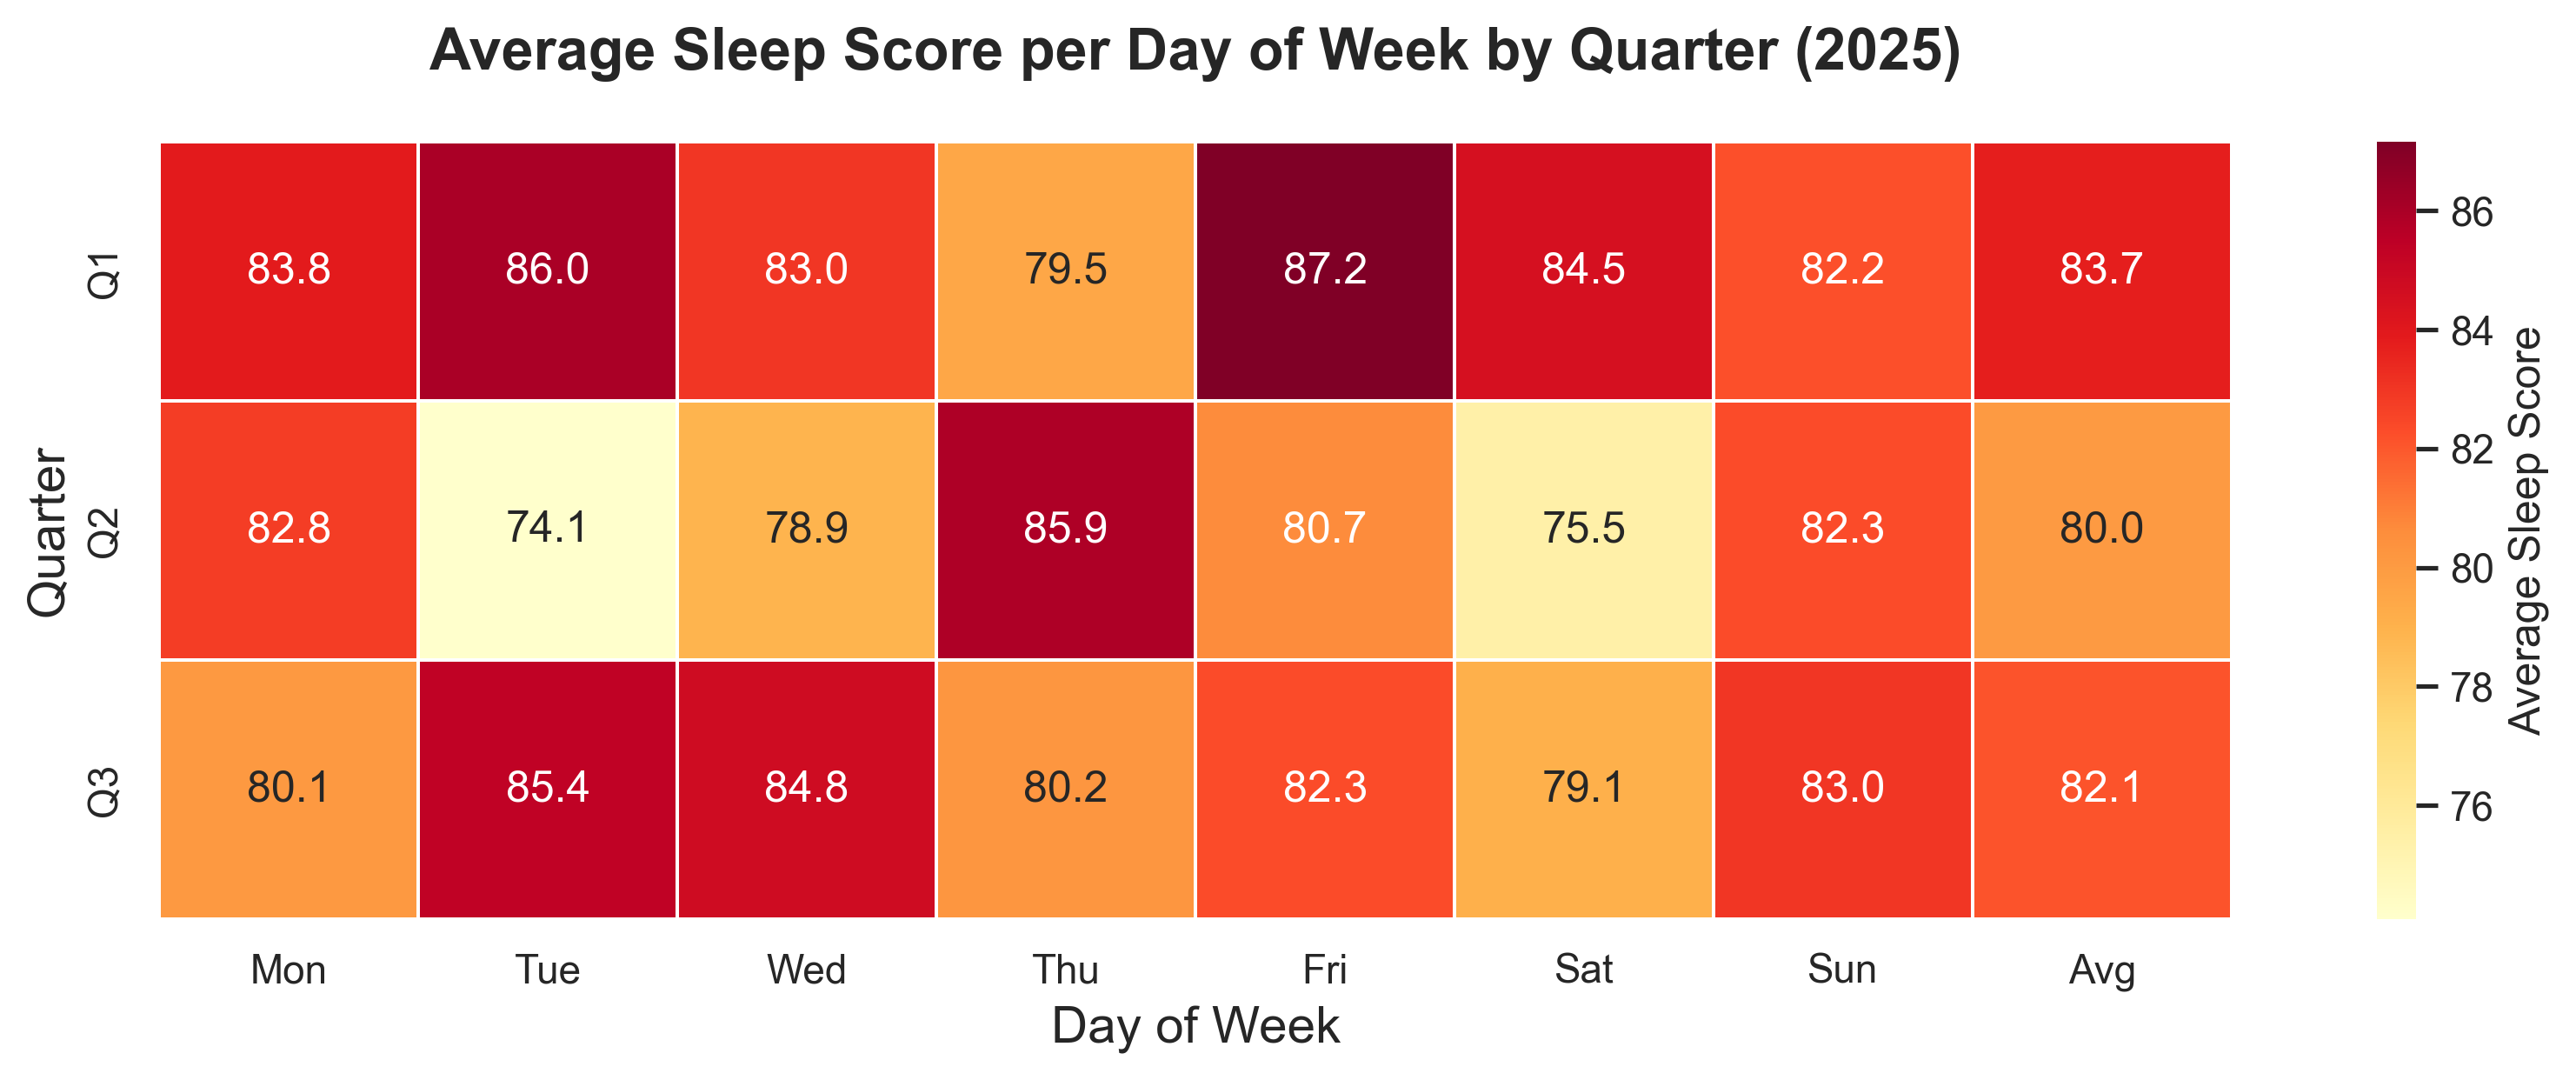 Average Sleep Score per Day of Week by Quarter (2025)
Quarter
Q1
83.8 86.0 83.0 79.5 87.2 84.5 82.2 83.7
Q2
82.8 74.1 78.9 85.9 80.7 75.5 82.3 80.0
Q3
80.1 85.4 84.8 80.2 82.3 79.1 83.0 82.1
Mon Tue Wed Thu Fri Sat Sun Avg
Day of Week
86
84
82
80
78
76
Average Sleep Score